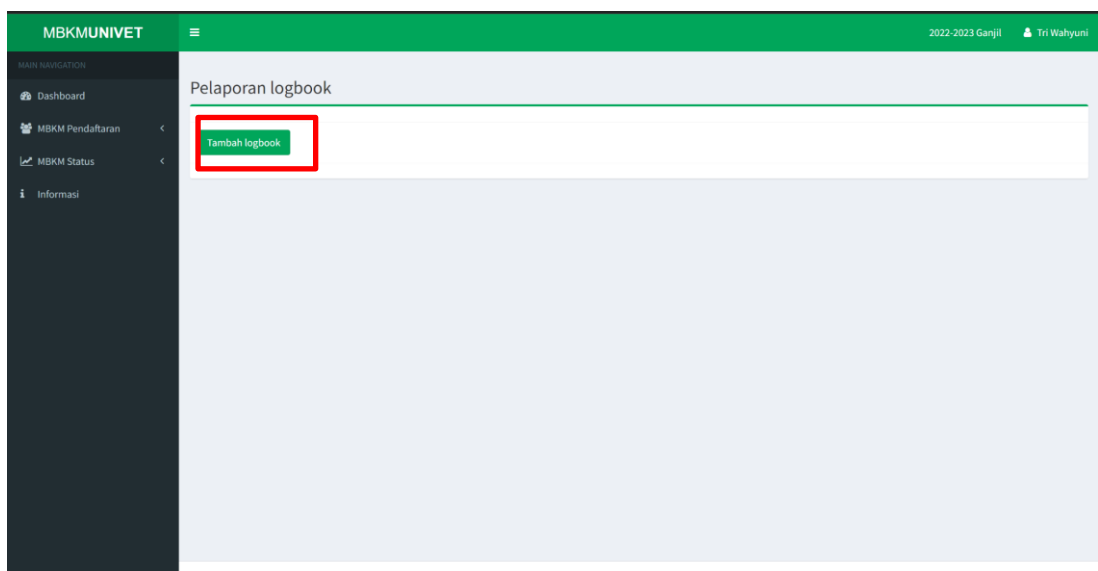 MBKMUNIVET
2022-2023 Ganjil
Tri Wahyuni
MAIN NAVIGATION
Dashboard
MBKM Pendaftaran
MBKM Status
Informasi
Pelaporan logbook
Tambah logbook